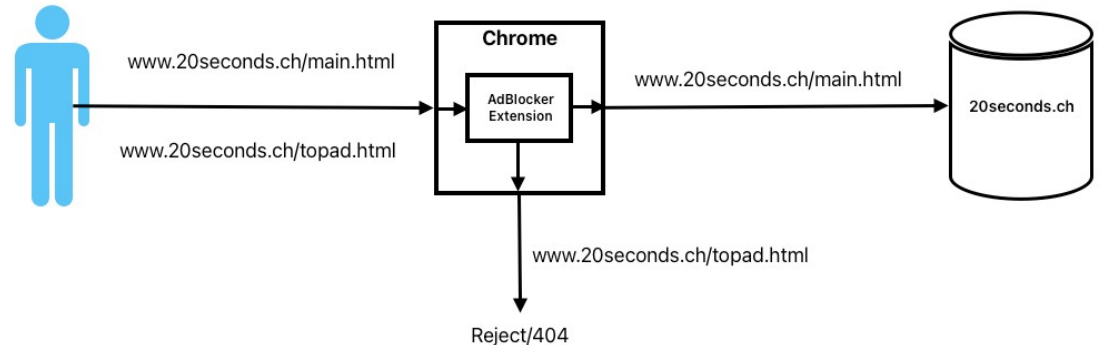 Chrome
www.20seconds.ch/main.html
www.20seconds.ch/main.html
AdBlocker
Extension
20seconds.ch
www.20seconds.ch/topad.html
www.20seconds.ch/topad.html
Reject/404